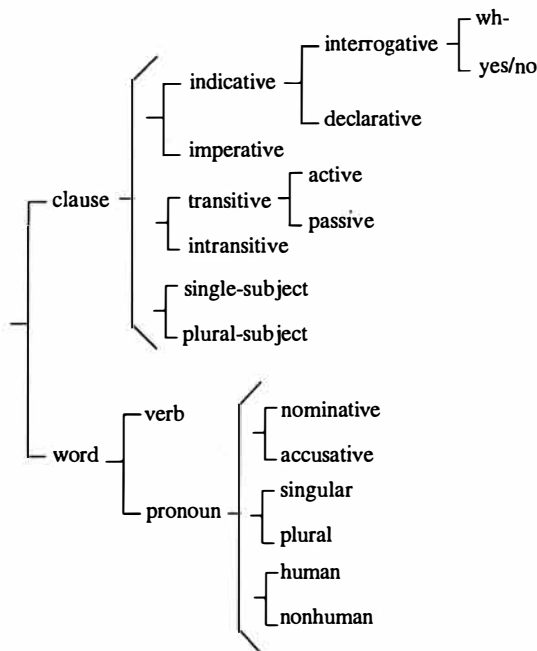 wh-
interrogative
yes/no
indicative
declarative
imperative
active
clause
transitive
passive
intransitive
single-subject
plural-subject
verb
nominative
word
accusative
singular
pronoun
plural
human
nonhuman